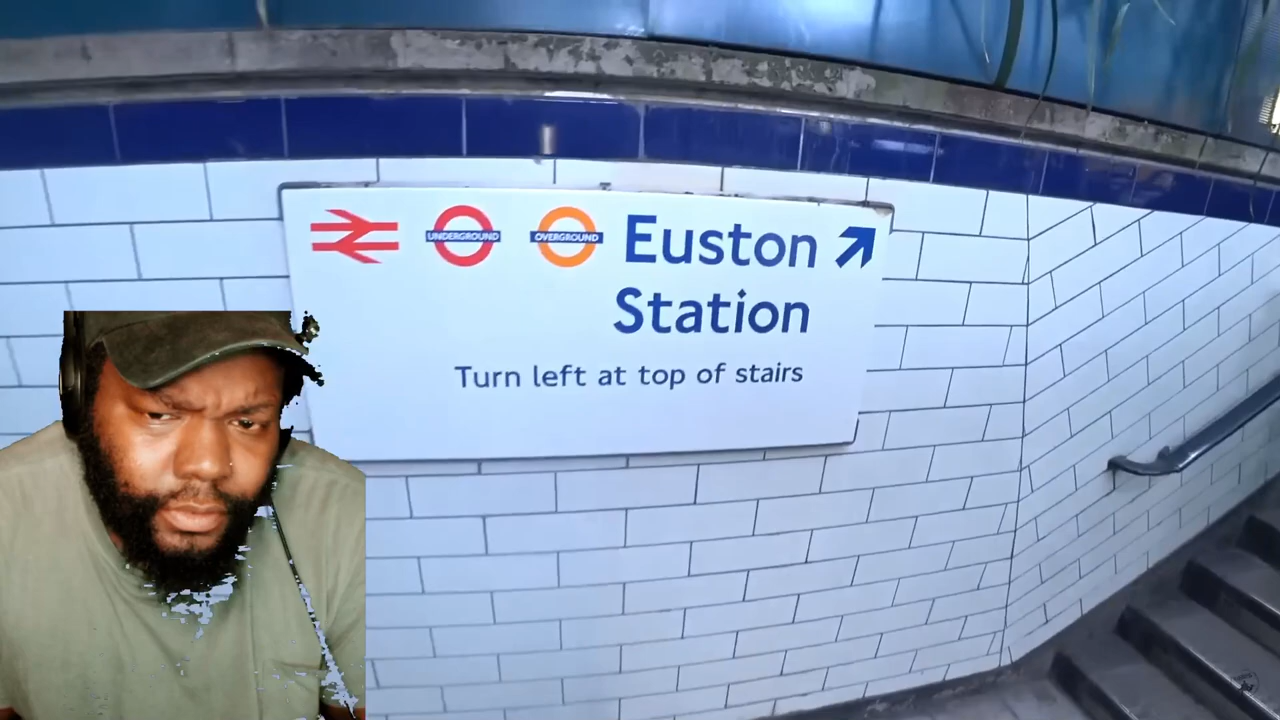 UNDERGROUND OVERGROUND Euston
Station
Turn left at top of stairs